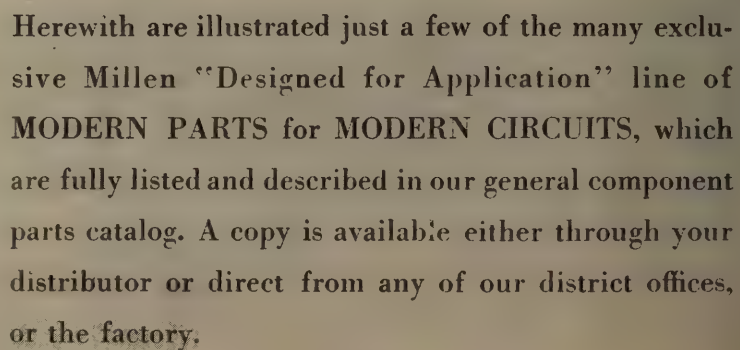 Herewith are illustrated just a few of the many exclu-
sive Millen "Designed for Application" line of
MODERN PARTS for MODERN CIRCUITS, which
are fully listed and described in our general component
parts catalog. A copy is available either through your
distributor or direct from any of our district offices,
or the factory.